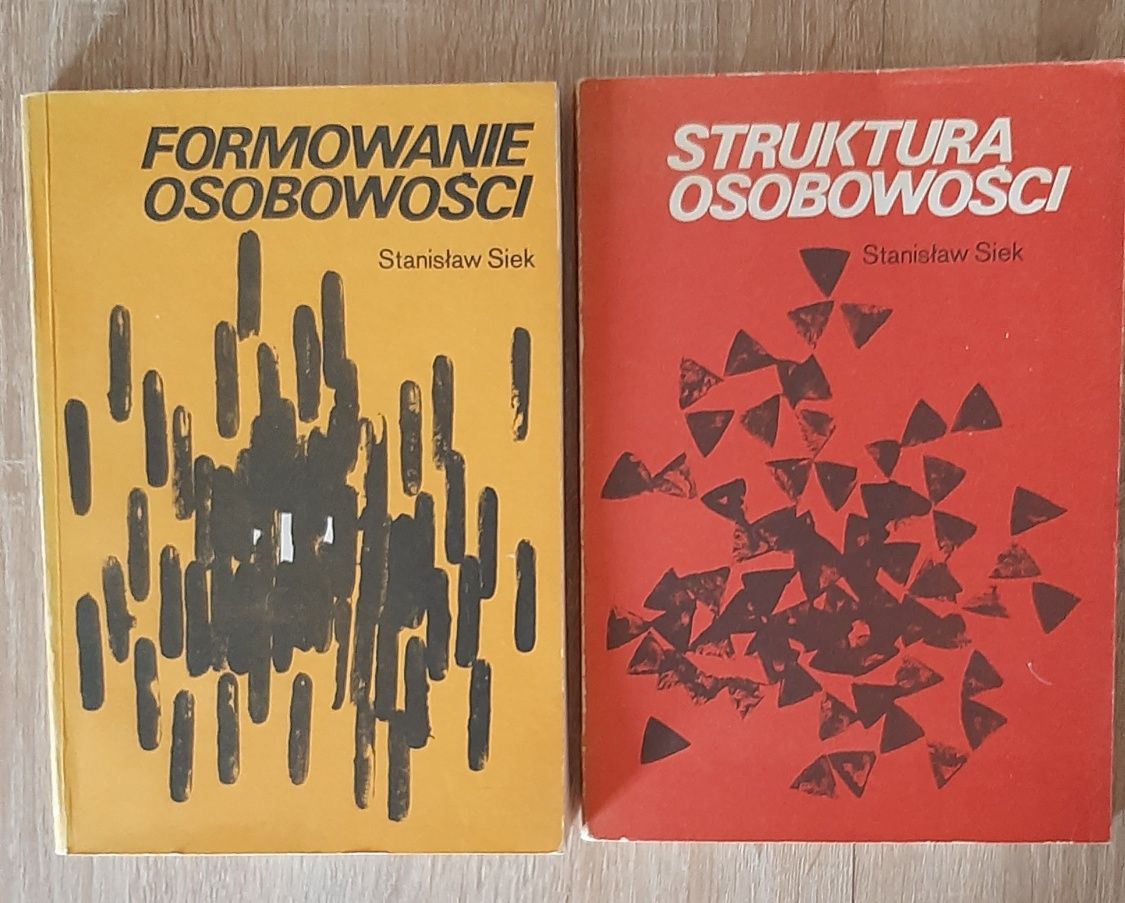 FORMOWANIE
OSOBOWOŚCI
Stanisław Siek
STRUKTURA
OSOBOWOŚCI
Stanisław Siek